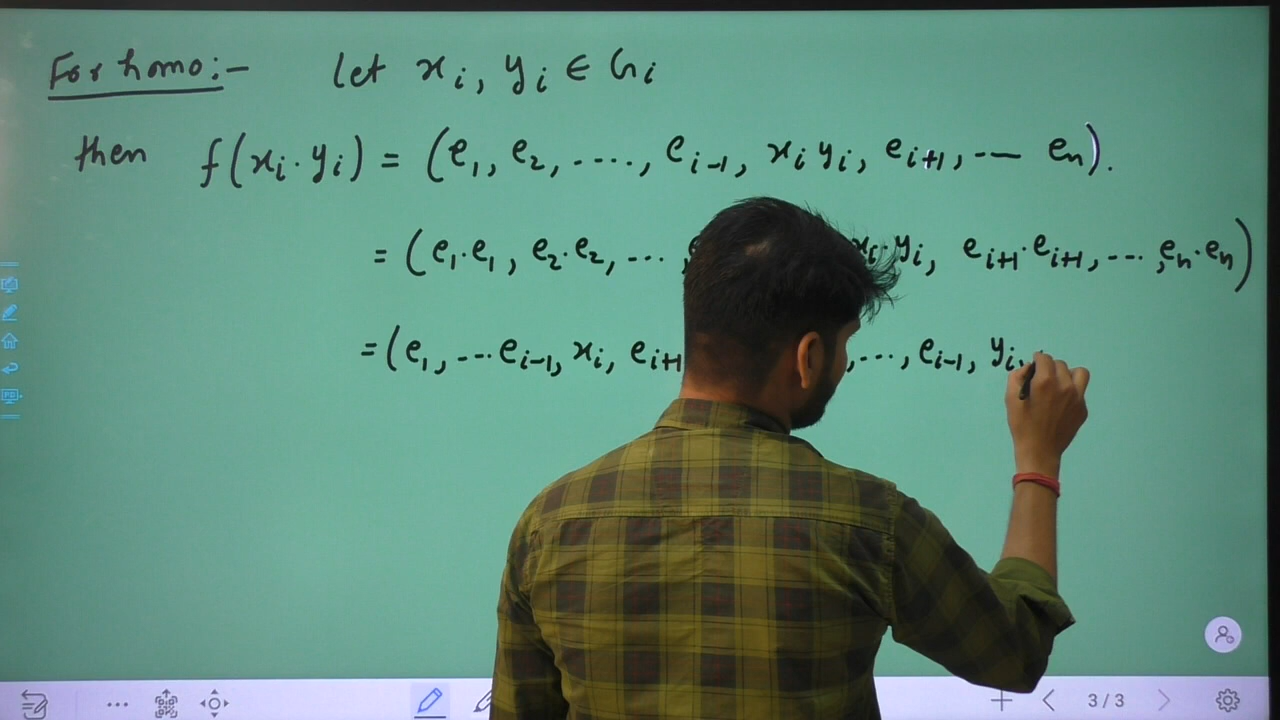 For homo:- let xᵢ, yᵢ ∈ Gᵢ
then f(xᵢ·yᵢ) = (e₁, e₂, ...., eᵢ₋₁, xᵢyᵢ, eᵢ₊₁, --- eₙ).
= (e₁·e₁, e₂·e₂, ... , xᵢ·yᵢ, eᵢ₊₁·eᵢ₊₁, ..., eₙ·eₙ)
= (e₁, ... eᵢ₋₁, xᵢ, eᵢ₊₁ , ..., eᵢ₋₁, yᵢ,
3/3